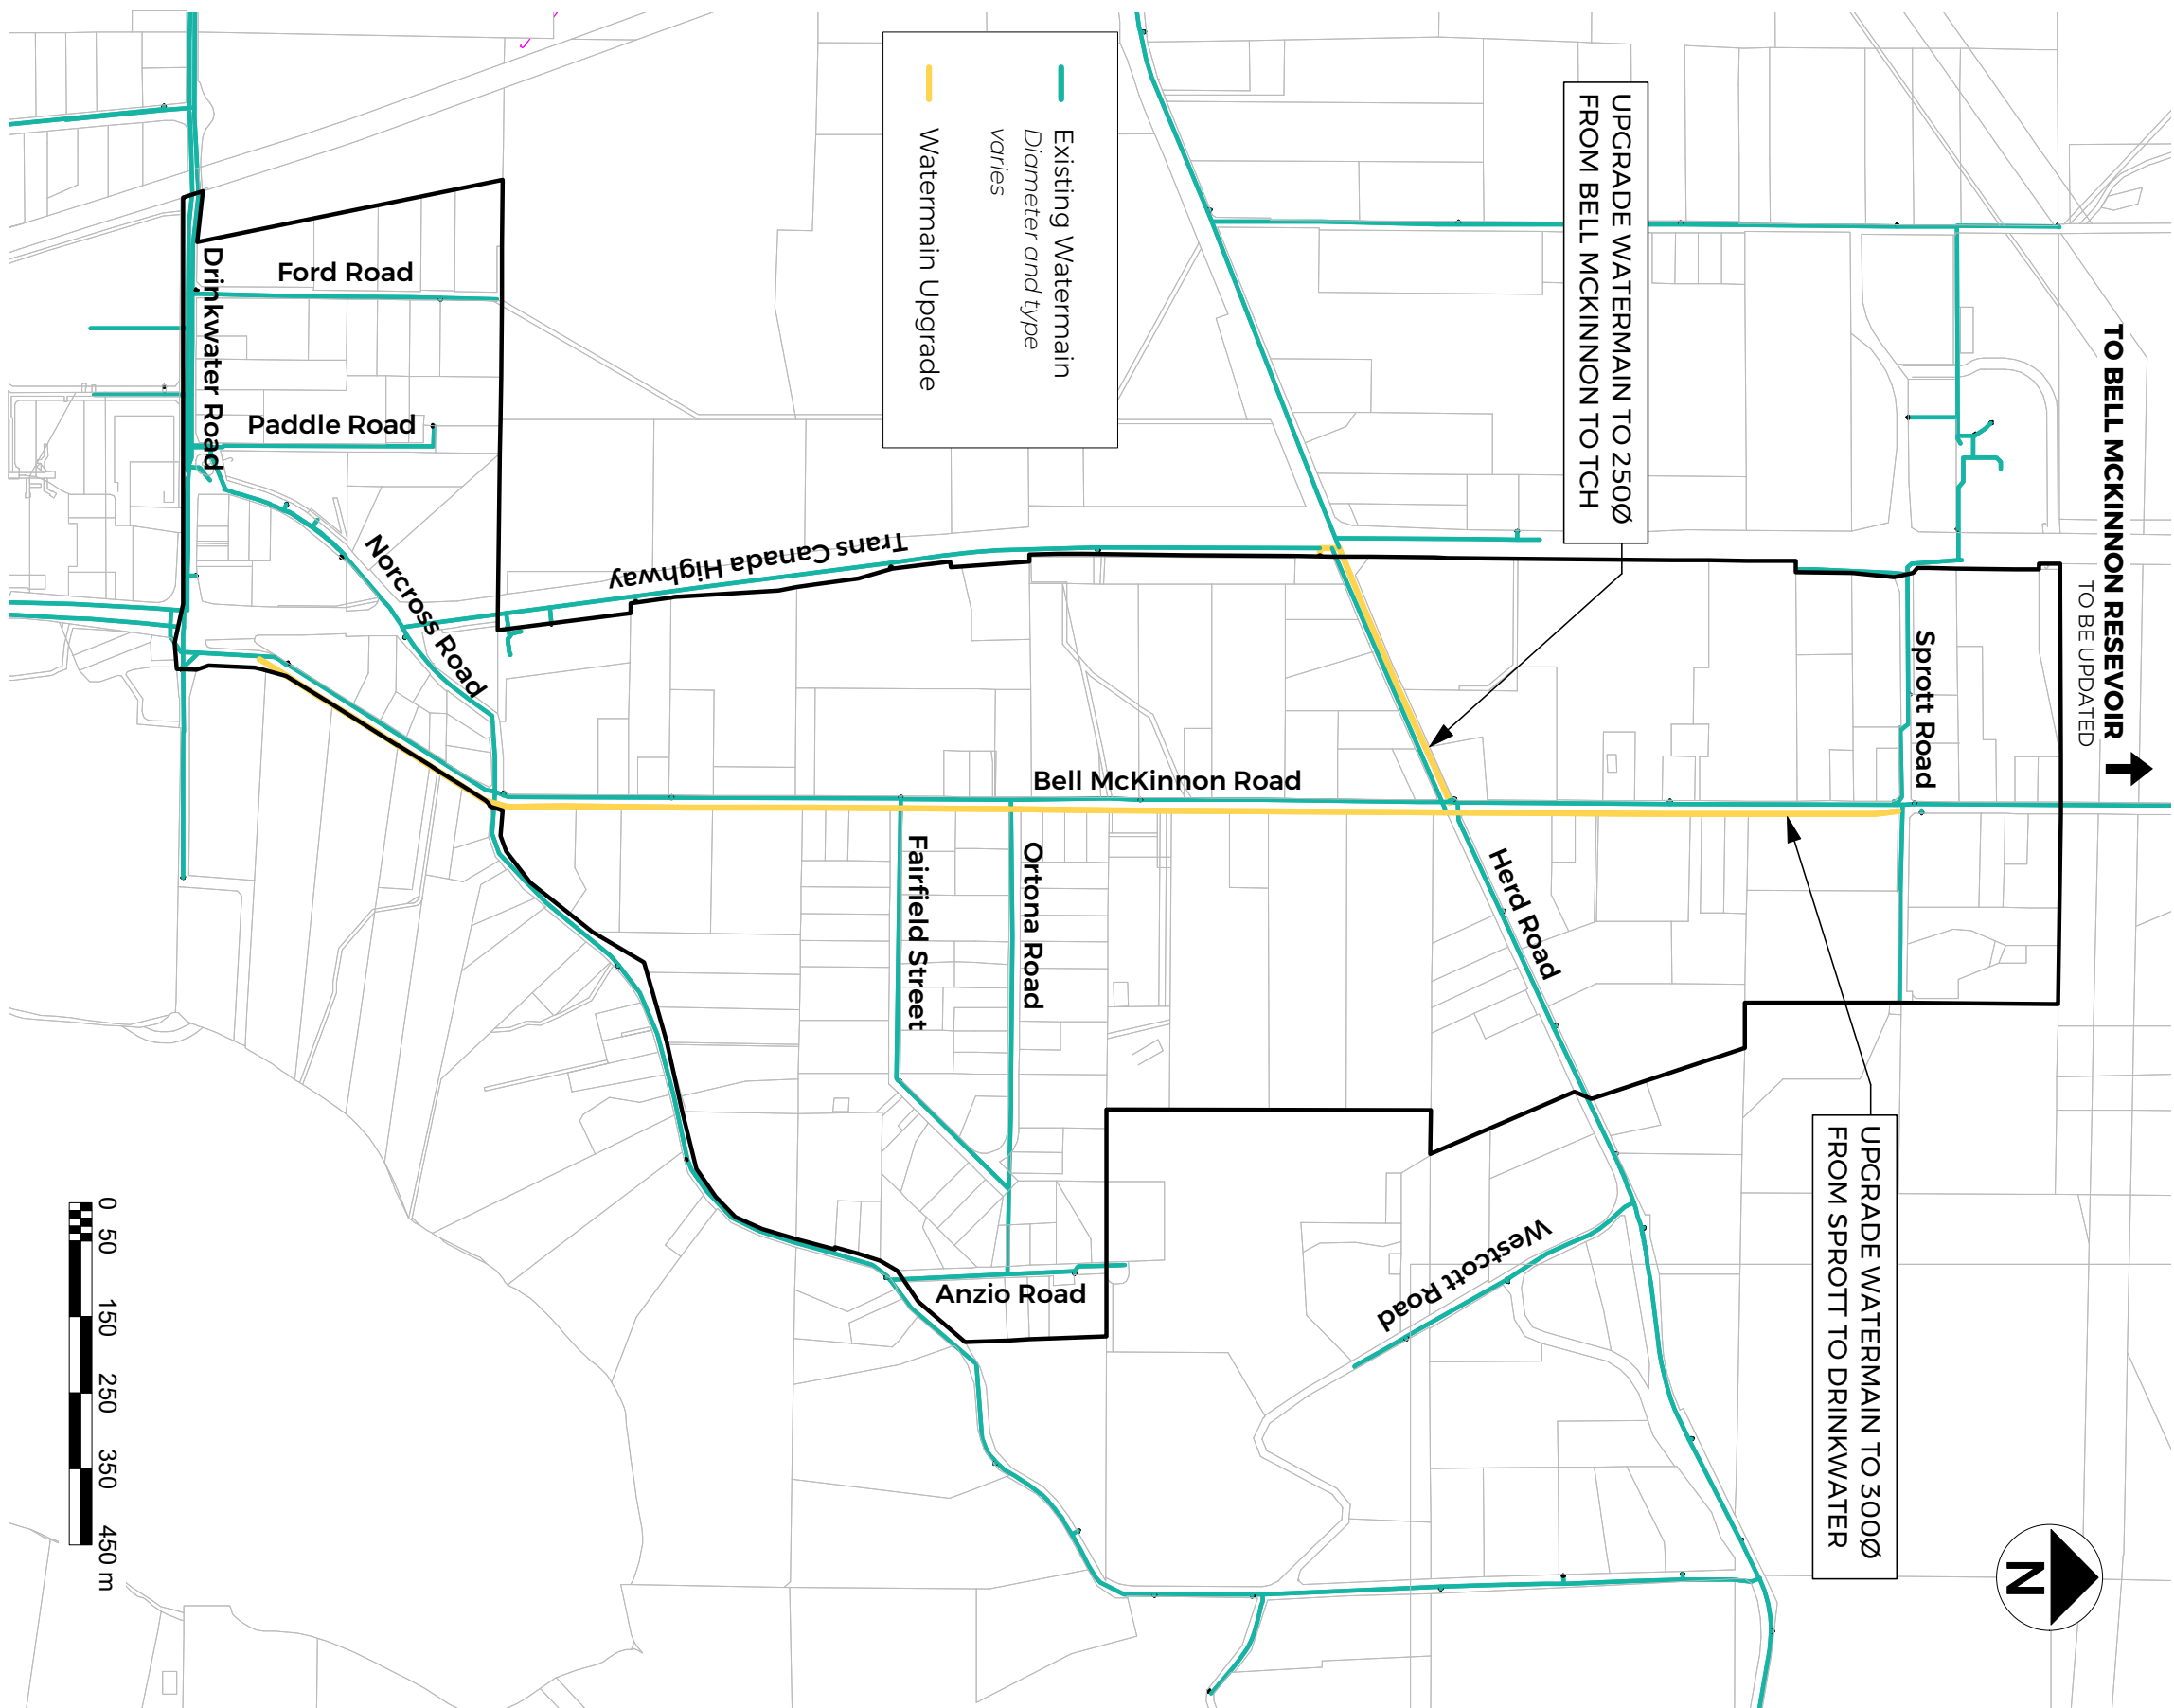 UPGRADE WATERMAIN TO 250Ø
FROM BELL MCKINNON TO TCH
Existing Watermain
Diameter and type
varies
Watermain Upgrade
TO BELL MCKINNON RESEVOIR
TO BE UPDATED
Drinkwater Road
Ford Road
Paddle Road
Norcross Road
Trans Canada Highway
Bell McKinnon Road
Sprott Road
Fairfield Street
Ortona Road
Herd Road
Anzio Road
Westcott Road
UPGRADE WATERMAIN TO 300Ø
FROM SPROTT TO DRINKWATER
0 50 150 250 350 450 m
N